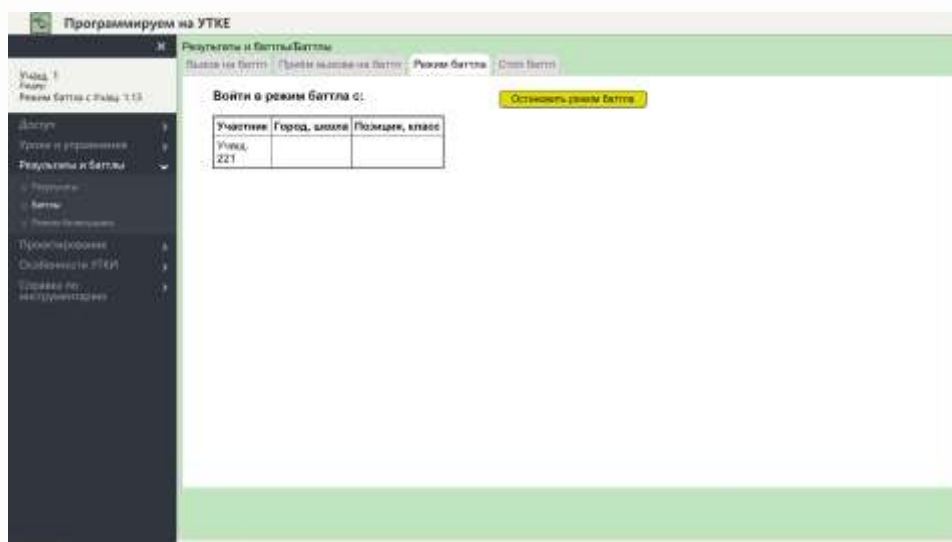 Программируем на УТКЕ
×
Результаты и баттлы/Баттлы
Вызов на баттл Приём вызова на баттл Режим баттла Стоп баттл
Учащ. 1
Режим баттла с Учащ. 113
Войти в режим баттла с:
Остановить режим баттла
Участник Город, школа Позиция, класс
Учащ.
221
Доступ
Уроки и упражнения
Результаты и баттлы
Результаты
Баттлы
Проектирование
Особенности УТКИ
Справка по
инструментарию